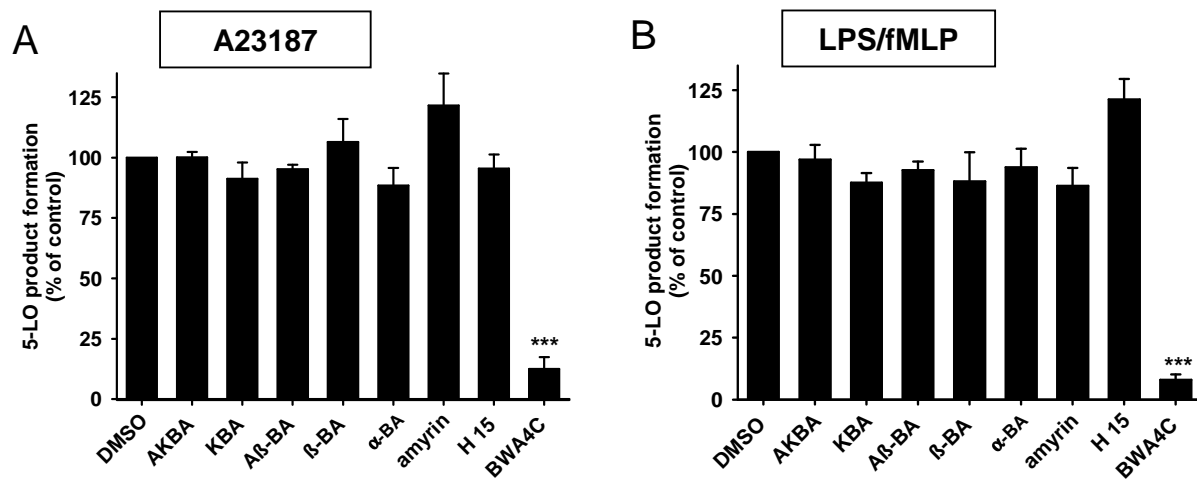 A
A23187
5-LO product formation
(% of control)
125
100
75
50
25
0
***
DMSO
AKBA
KBA
Aß-BA
ß-BA
α-BA
amyrin
H 15
BWA4C
B
LPS/fMLP
5-LO product formation
(% of control)
125
100
75
50
25
0
***
DMSO
AKBA
KBA
Aß-BA
ß-BA
α-BA
amyrin
H 15
BWA4C